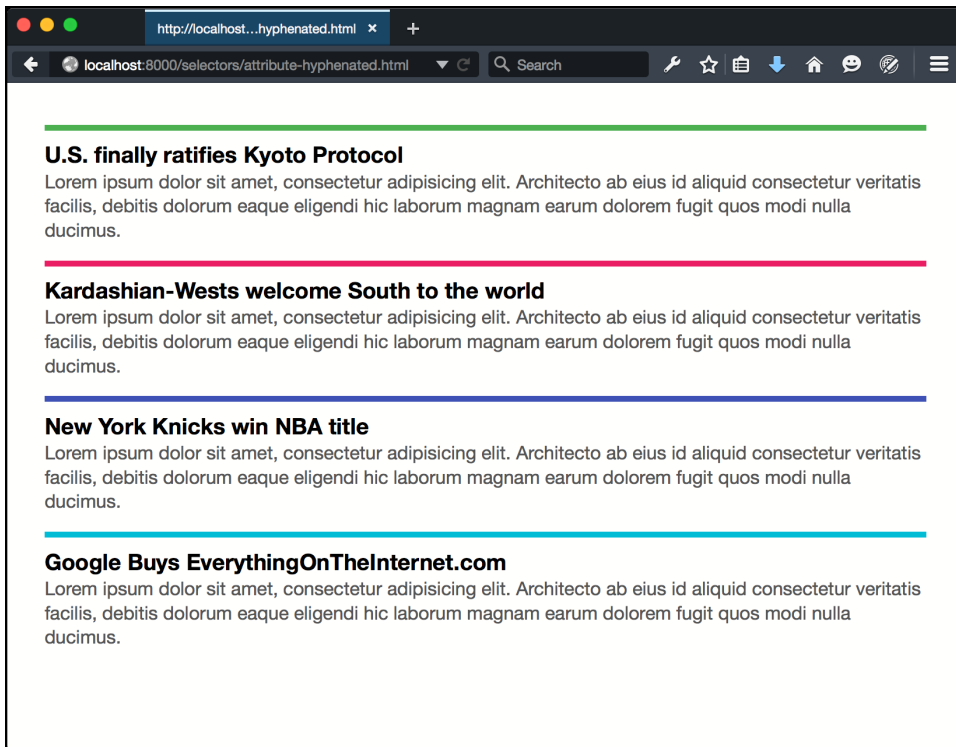 http://localhost…hyphenated.html × +
localhost:8000/selectors/attribute-hyphenated.html Search
U.S. finally ratifies Kyoto Protocol
Lorem ipsum dolor sit amet, consectetur adipisicing elit. Architecto ab eius id aliquid consectetur veritatis
facilis, debitis dolorum eaque eligendi hic laborum magnam earum dolorem fugit quos modi nulla
ducimus.
Kardashian-Wests welcome South to the world
Lorem ipsum dolor sit amet, consectetur adipisicing elit. Architecto ab eius id aliquid consectetur veritatis
facilis, debitis dolorum eaque eligendi hic laborum magnam earum dolorem fugit quos modi nulla
ducimus.
New York Knicks win NBA title
Lorem ipsum dolor sit amet, consectetur adipisicing elit. Architecto ab eius id aliquid consectetur veritatis
facilis, debitis dolorum eaque eligendi hic laborum magnam earum dolorem fugit quos modi nulla
ducimus.
Google Buys EverythingOnTheInternet.com
Lorem ipsum dolor sit amet, consectetur adipisicing elit. Architecto ab eius id aliquid consectetur veritatis
facilis, debitis dolorum eaque eligendi hic laborum magnam earum dolorem fugit quos modi nulla
ducimus.